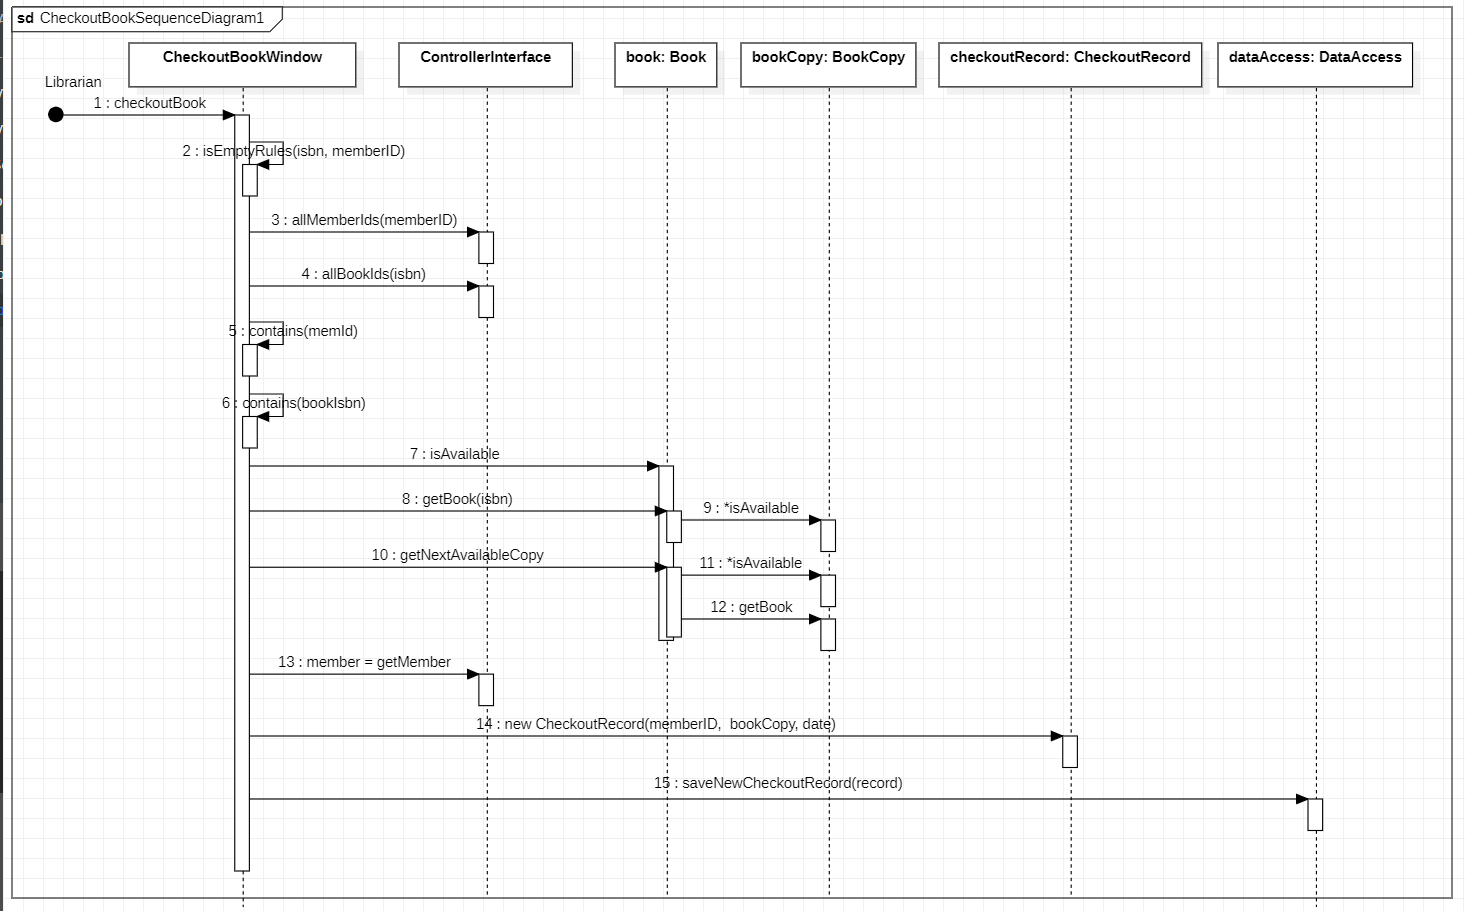 sd CheckoutBookSequenceDiagram1
CheckoutBookWindow
ControllerInterface
book: Book
bookCopy: BookCopy
checkoutRecord: CheckoutRecord
dataAccess: DataAccess
Librarian
1 : checkoutBook
2 : isEmptyRules(isbn, memberID)
3 : allMemberIds(memberID)
4 : allBookIds(isbn)
5 : contains(memId)
6 : contains(bookIsbn)
7 : isAvailable
8 : getBook(isbn)
9 : *isAvailable
10 : getNextAvailableCopy
11 : *isAvailable
12 : getBook
13 : member = getMember
14 : new CheckoutRecord(memberID,  bookCopy, date)
15 : saveNewCheckoutRecord(record)